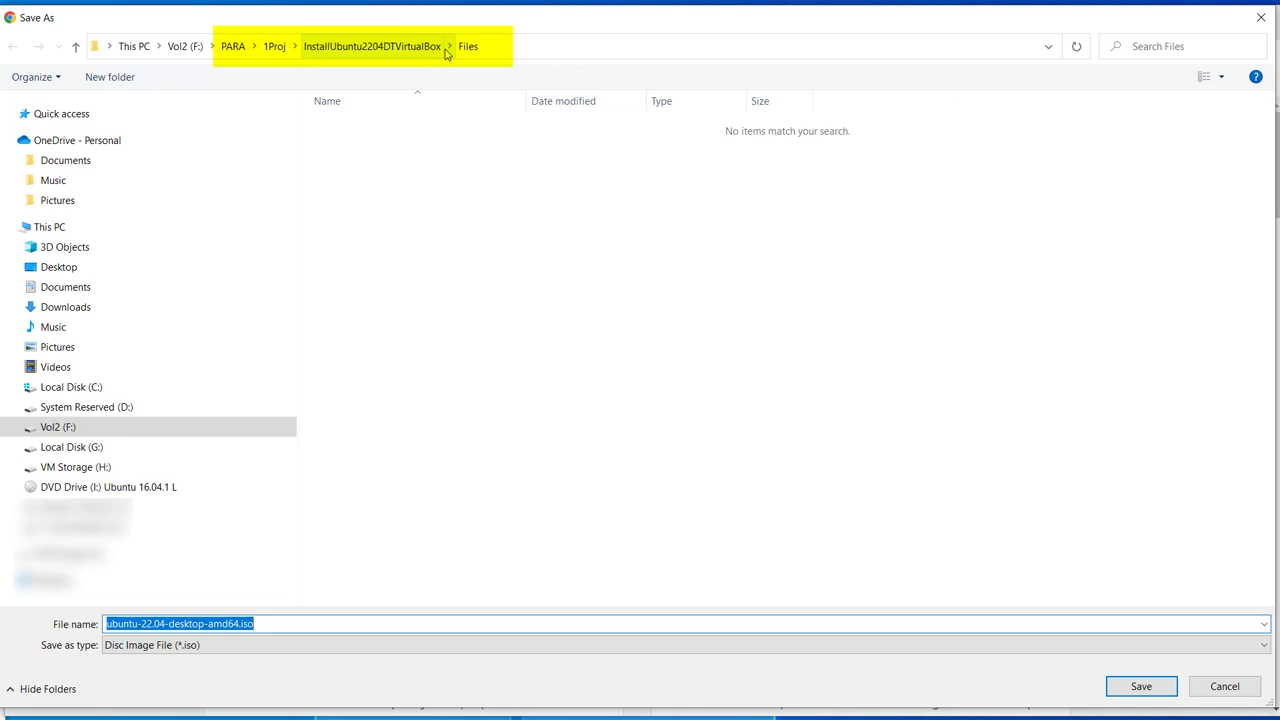 Save As
This PC Vol2 (F:) PARA 1Proj InstallUbuntu2204DTVirtualBox Files
Search Files
Organize New folder
Name Date modified Type Size
No items match your search.
Quick access
OneDrive - Personal
Documents
Music
Pictures
This PC
3D Objects
Desktop
Documents
Downloads
Music
Pictures
Videos
Local Disk (C:)
System Reserved (D:)
Vol2 (F:)
Local Disk (G:)
VM Storage (H:)
DVD Drive (I:) Ubuntu 16.04.1 L
File name: ubuntu-22.04-desktop-amd64.iso
Save as type: Disc Image File (*.iso)
Hide Folders
Save Cancel